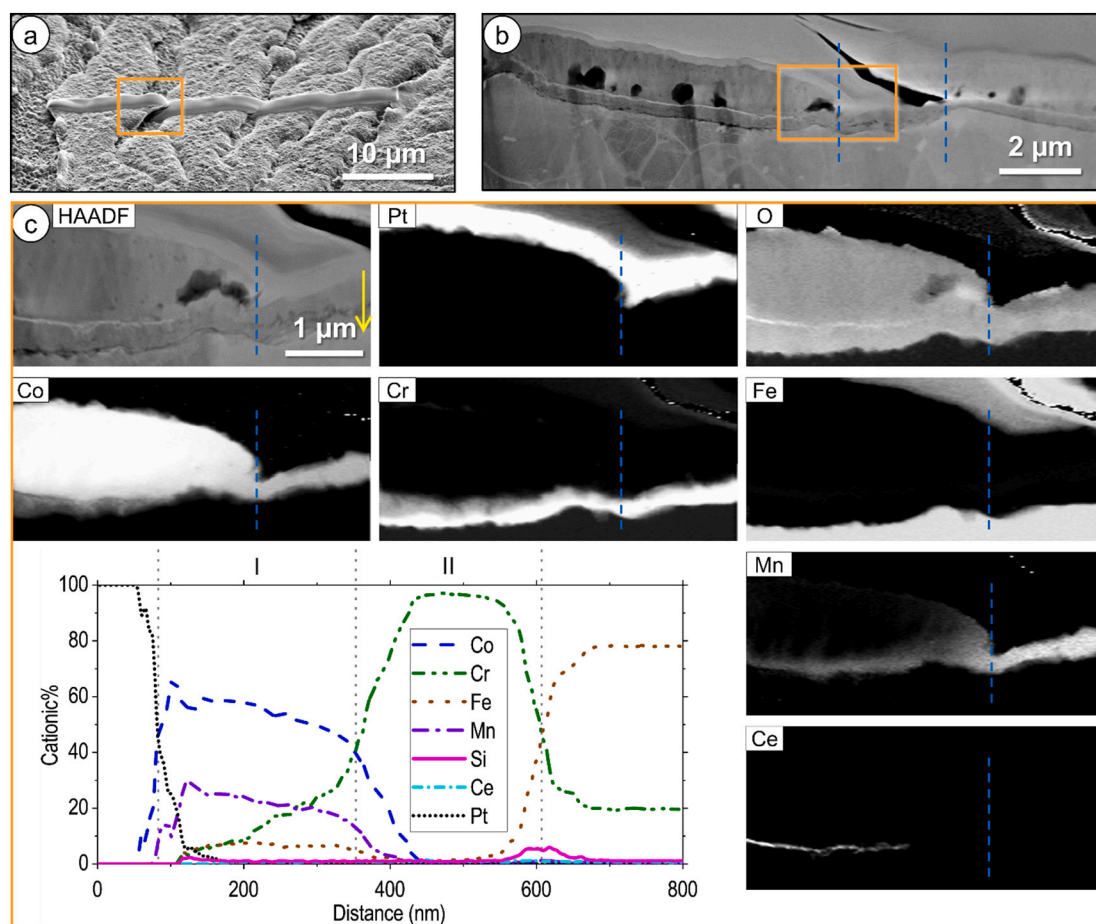 a
10 µm
b
2 µm
c
HAADF
1 µm
Pt
O
Co
Cr
Fe
Mn
Ce
I
II
100
80
60
40
20
0
Cationic%
Co
Cr
Fe
Mn
Si
Ce
Pt
0
200
400
600
800
Distance (nm)